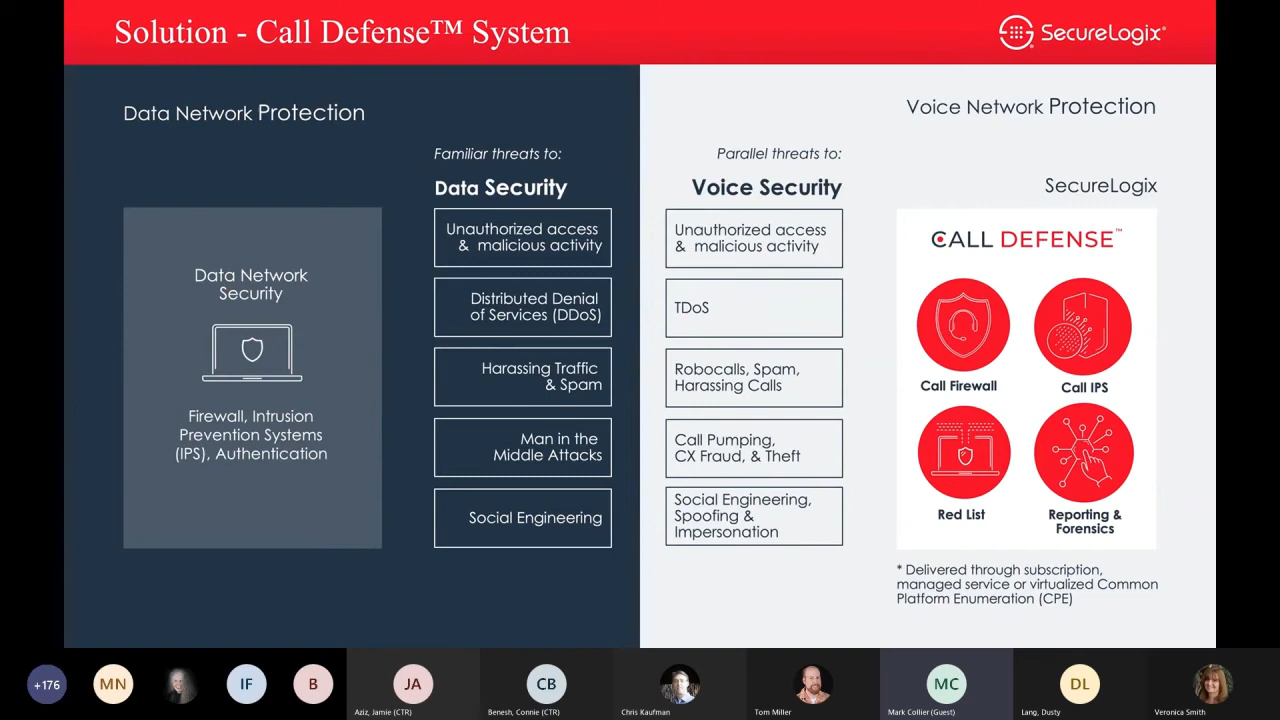 Solution - Call Defense™ System
SecureLogix®
Data Network Protection
Familiar threats to:
Data Security
Data Network
Security
Firewall, Intrusion
Prevention Systems
(IPS), Authentication
Unauthorized access
& malicious activity
Distributed Denial
of Services (DDoS)
Harassing Traffic
& Spam
Man in the
Middle Attacks
Social Engineering
Voice Network Protection
Parallel threats to:
Voice Security
Unauthorized access
& malicious activity
TDoS
Robocalls, Spam,
Harassing Calls
Call Pumping,
CX Fraud, & Theft
Social Engineering,
Spoofing &
Impersonation
SecureLogix
CALL DEFENSE™
Call Firewall
Call IPS
Red List
Reporting &
Forensics
* Delivered through subscription,
managed service or virtualized Common
Platform Enumeration (CPE)
+176
MN
IF
B
JA
Aziz, Jamie (CTR)
CB
Benesh, Connie (CTR)
Chris Kaufman
Tom Miller
MC
Mark Collier (Guest)
DL
Lang, Dusty
Veronica Smith